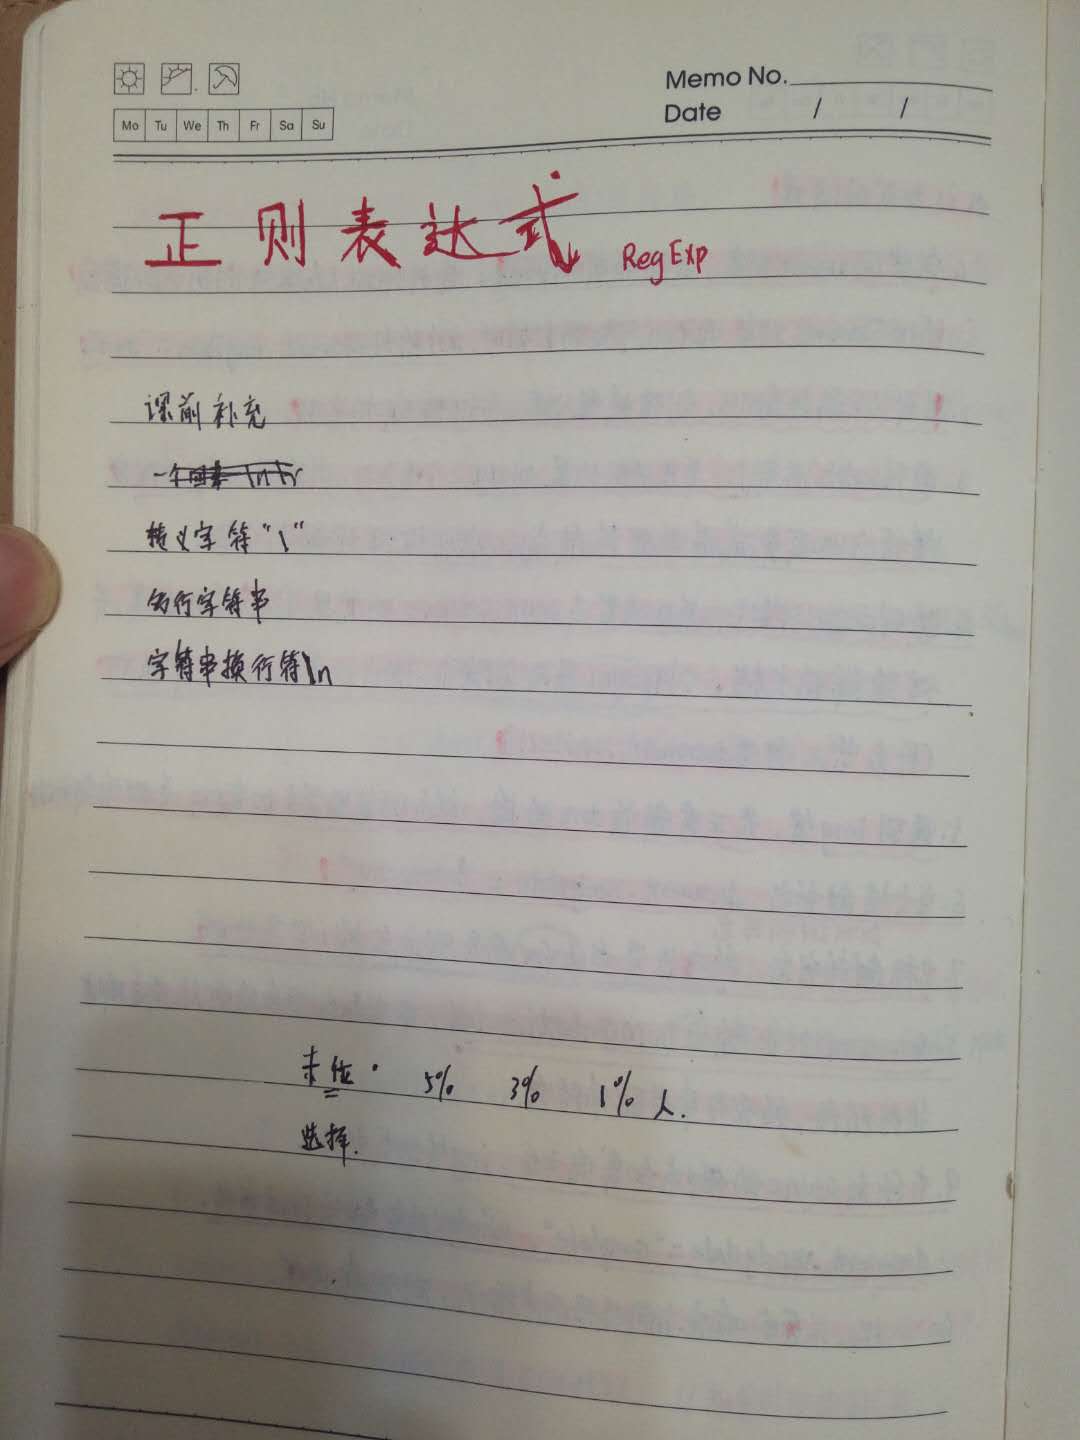 Memo No.
Date / /
Mo Tu We Th Fr Sa Su
正则表达式 RegExp
课前补充
转义字符“\”
多行字符串
字符串换行符\n
末位. 5% 3% 1% 人.
选择.